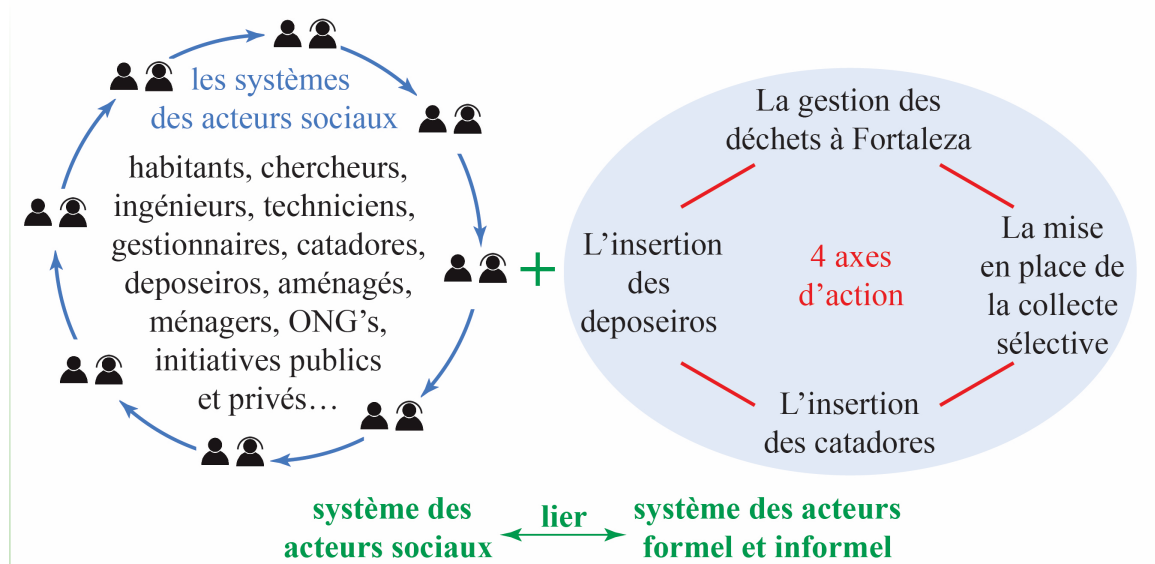 les systèmes
des acteurs sociaux
habitants, chercheurs,
ingénieurs, techniciens,
gestionnaires, catadores,
deposeiros, aménagés,
ménagers, ONG’s,
initiatives publics
et privés…
+
La gestion des
déchets à Fortaleza
L’insertion
des
deposeiros
4 axes
d’action
La mise
en place de
la collecte
sélective
L’insertion
des catadores
système des
acteurs sociaux
lier
système des acteurs
formel et informel